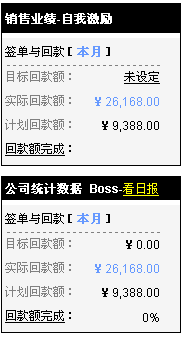 销售业绩-自我激励
签单与回款【 本月 】
目标回款额： 未设定
实际回款额： ¥ 26,168.00
计划回款额： ¥ 9,388.00
回款额完成：
公司统计数据 Boss-看日报
签单与回款【 本月 】
目标回款额： ¥ 0.00
实际回款额： ¥ 26,168.00
计划回款额： ¥ 9,388.00
回款额完成： 0%